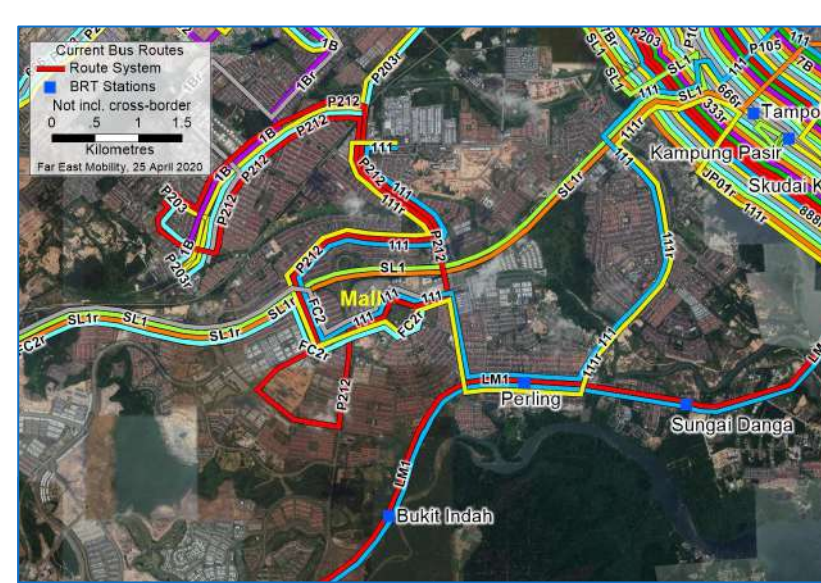 Current Bus Routes
Route System
BRT Stations
Not incl. cross-border
0 .5 1 1.5
Kilometres
Far East Mobility, 25 April 2020
1B
1Br
P203r
P212
1B
P212
1B
P212
P203
1B
P212
P203r
111
P212
111
111r
P212
SL1r
111
SL1
111r
SL1
P203
P105
111
7B
111
666r
333r
Tampo
Kampung Pasir
Skudai K
JP01r
111r
888r
111
111r
P212
111
SL1
Mall
FC2
111
111
FC2r
111
SL1r
SL1
SL1r
FC2r
FC2r
P212
LM1
Perling
111
111r
Sungai Danga
LM
LM1
Bukit Indah